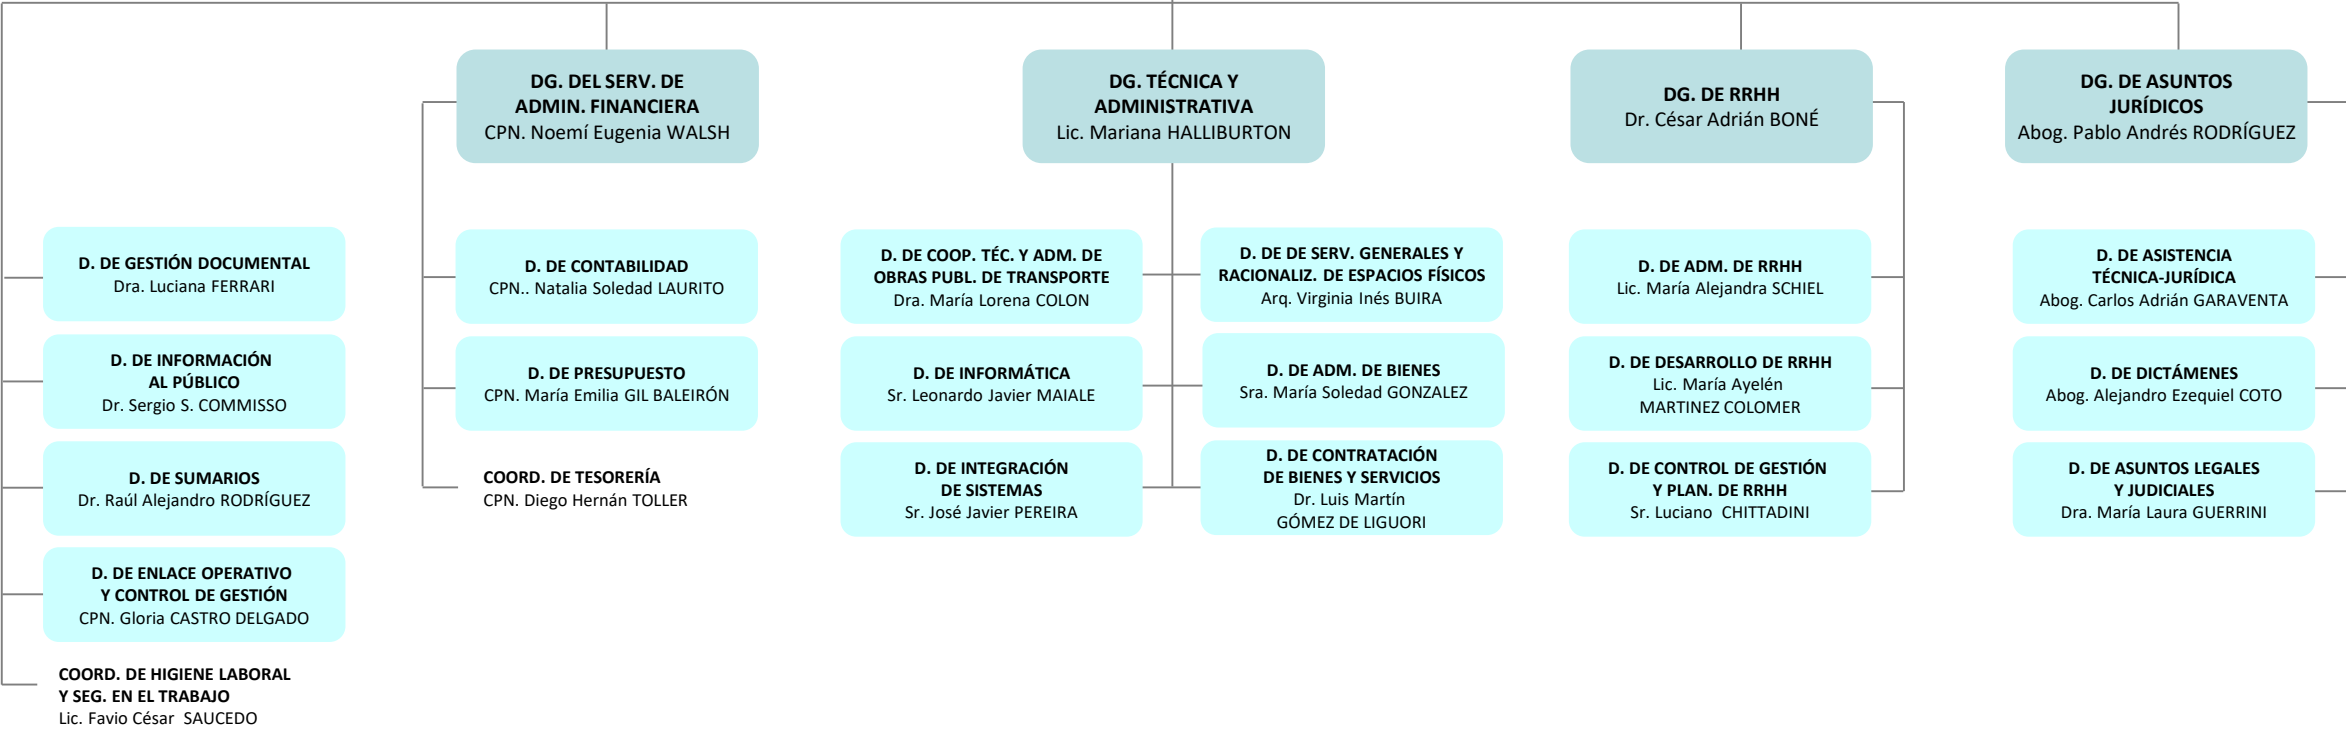 DG. DEL SERV. DE
ADMIN. FINANCIERA
CPN. Noemí Eugenia WALSH
DG. TÉCNICA Y
ADMINISTRATIVA
Lic. Mariana HALLIBURTON
DG. DE RRHH
Dr. César Adrián BONÉ
DG. DE ASUNTOS
JURÍDICOS
Abog. Pablo Andrés RODRÍGUEZ
D. DE GESTIÓN DOCUMENTAL
Dra. Luciana FERRARI
D. DE INFORMACIÓN
AL PÚBLICO
Dr. Sergio S. COMMISSO
D. DE SUMARIOS
Dr. Raúl Alejandro RODRÍGUEZ
D. DE ENLACE OPERATIVO
Y CONTROL DE GESTIÓN
CPN. Gloria CASTRO DELGADO
COORD. DE HIGIENE LABORAL
Y SEG. EN EL TRABAJO
Lic. Favio César  SAUCEDO
D. DE CONTABILIDAD
CPN.. Natalia Soledad LAURITO
D. DE PRESUPUESTO
CPN. María Emilia GIL BALEIRÓN
COORD. DE TESORERÍA
CPN. Diego Hernán TOLLER
D. DE COOP. TÉC. Y ADM. DE
OBRAS PUBL. DE TRANSPORTE
Dra. María Lorena COLON
D. DE INFORMÁTICA
Sr. Leonardo Javier MAIALE
D. DE INTEGRACIÓN
DE SISTEMAS
Sr. José Javier PEREIRA
D. DE DE SERV. GENERALES Y
RACIONALIZ. DE ESPACIOS FÍSICOS
Arq. Virginia Inés BUIRA
D. DE ADM. DE BIENES
Sra. María Soledad GONZALEZ
D. DE CONTRATACIÓN
DE BIENES Y SERVICIOS
Dr. Luis Martín
GÓMEZ DE LIGUORI
D. DE ADM. DE RRHH
Lic. María Alejandra SCHIEL
D. DE DESARROLLO DE RRHH
Lic. María Ayelén
MARTINEZ COLOMER
D. DE CONTROL DE GESTIÓN
Y PLAN. DE RRHH
Sr. Luciano  CHITTADINI
D. DE ASISTENCIA
TÉCNICA-JURÍDICA
Abog. Carlos Adrián GARAVENTA
D. DE DICTÁMENES
Abog. Alejandro Ezequiel COTO
D. DE ASUNTOS LEGALES
Y JUDICIALES
Dra. María Laura GUERRINI